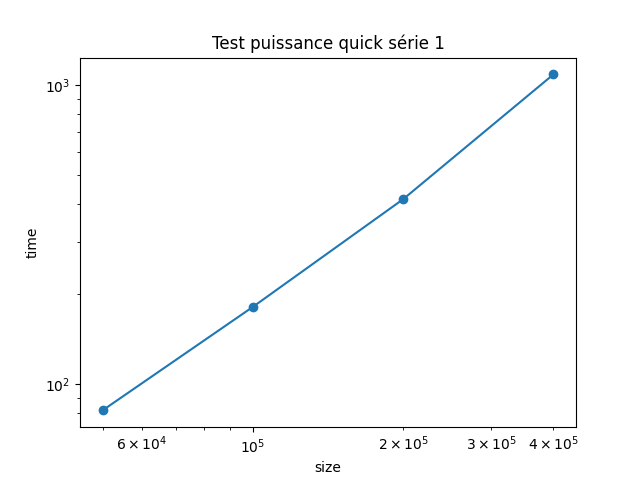 Test puissance quick série 1
10³
time
10²
6 × 10⁴
10⁵
2 × 10⁵
3 × 10⁵
4 × 10⁵
size